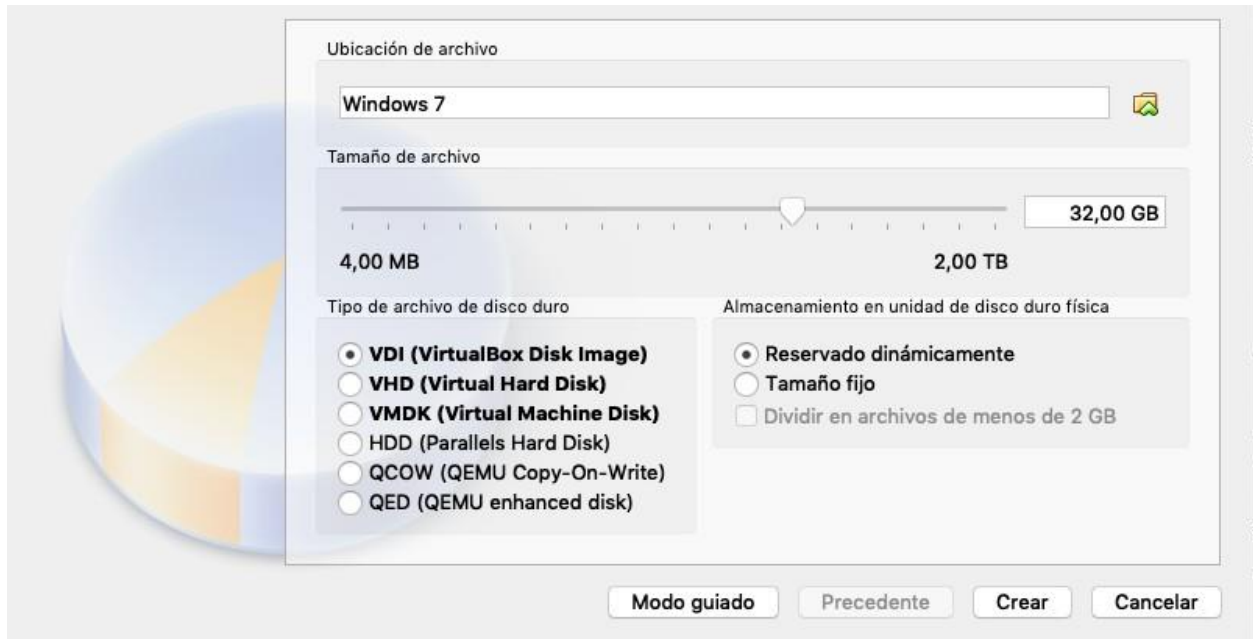 Ubicación de archivo
Windows 7
Tamaño de archivo
32,00 GB
4,00 MB 2,00 TB
Tipo de archivo de disco duro
VDI (VirtualBox Disk Image)
VHD (Virtual Hard Disk)
VMDK (Virtual Machine Disk)
HDD (Parallels Hard Disk)
QCOW (QEMU Copy-On-Write)
QED (QEMU enhanced disk)
Almacenamiento en unidad de disco duro física
Reservado dinámicamente
Tamaño fijo
Dividir en archivos de menos de 2 GB
Modo guiado Precedente Crear Cancelar